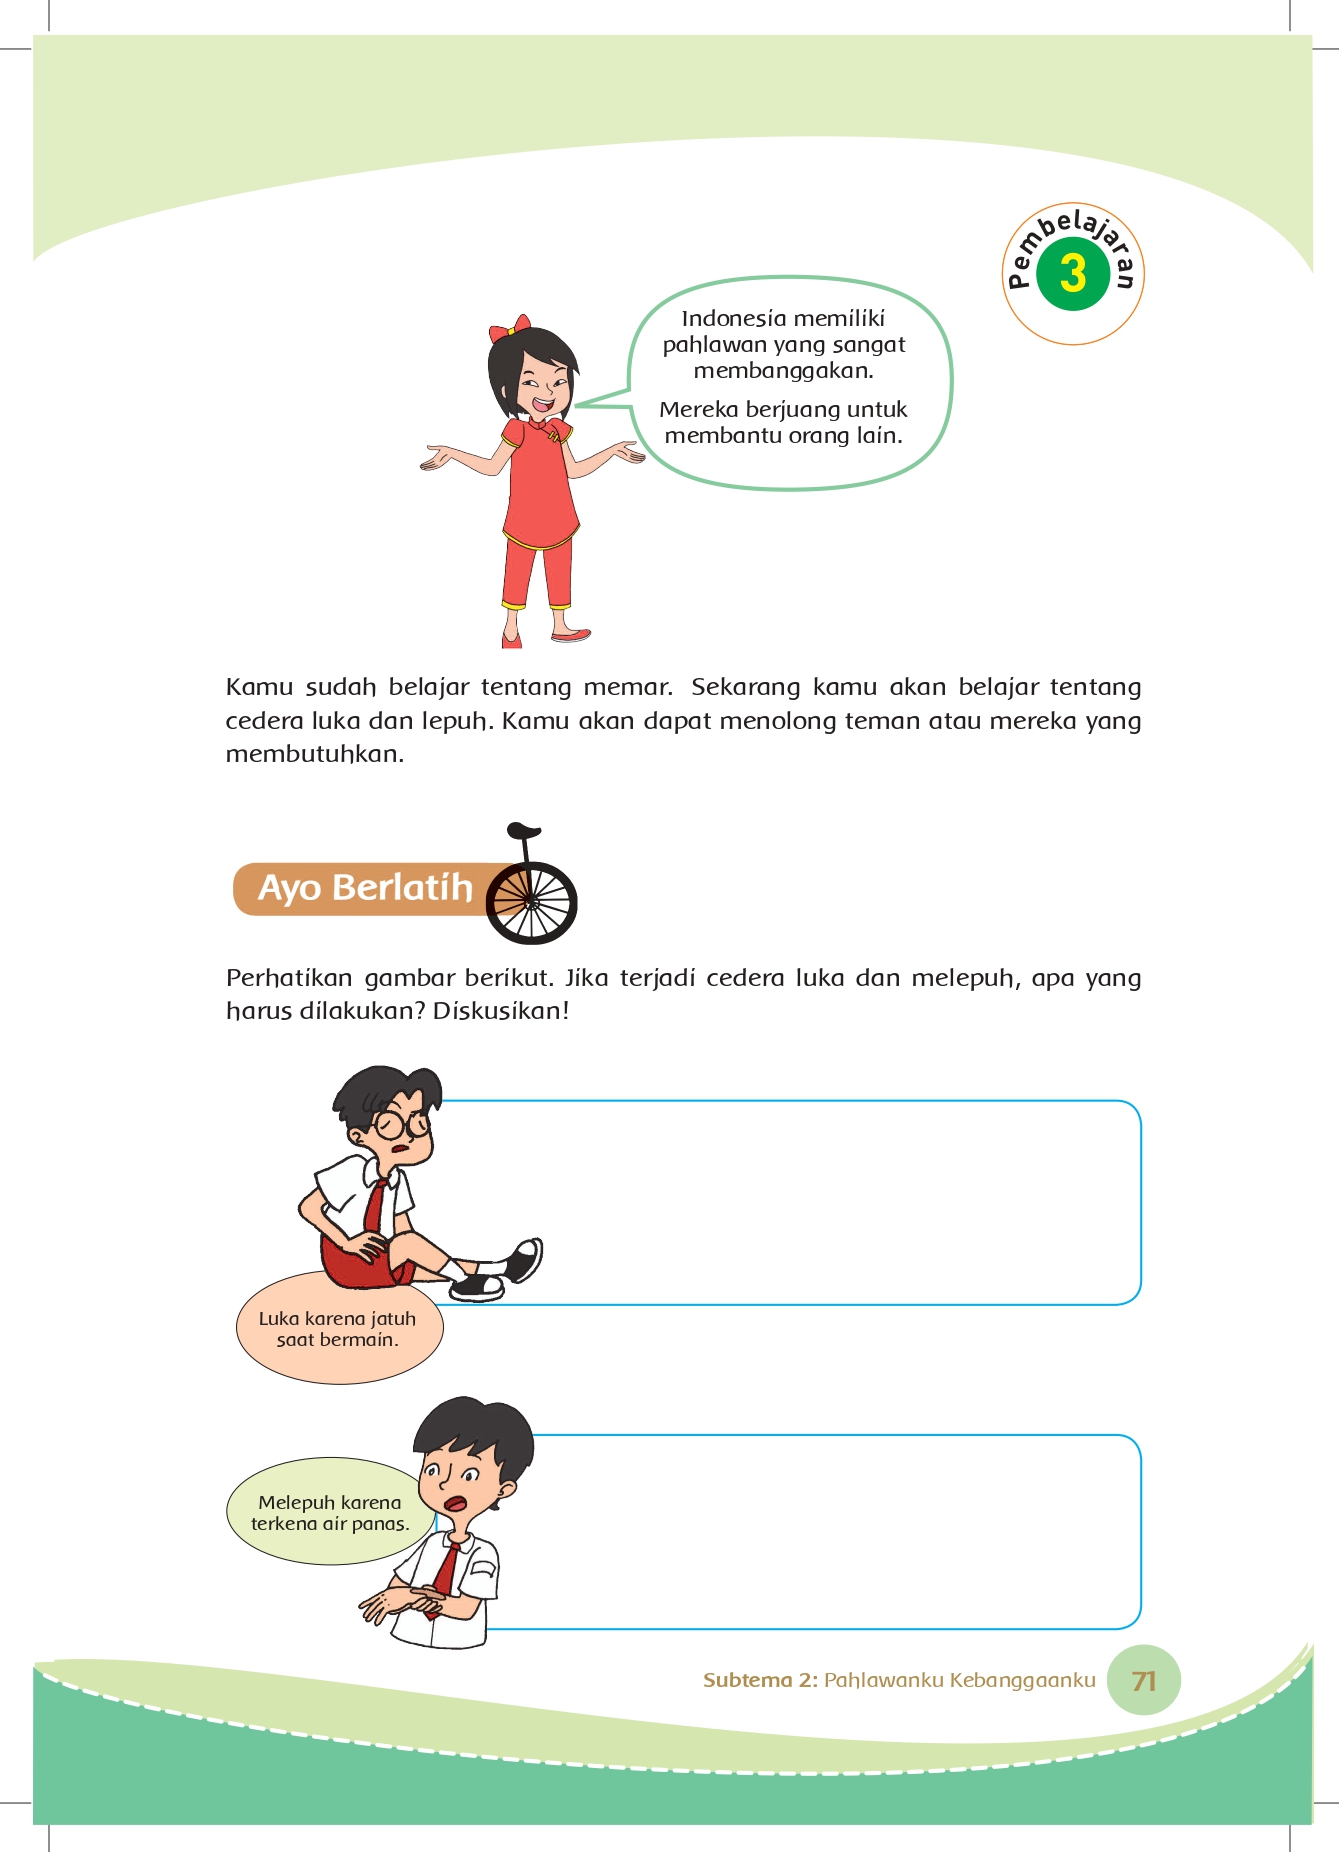 Pembelajaran
3
Indonesia memiliki
pahlawan yang sangat
membanggakan.
Mereka berjuang untuk
membantu orang lain.
Kamu sudah belajar tentang memar. Sekarang kamu akan belajar tentang
cedera luka dan lepuh. Kamu akan dapat menolong teman atau mereka yang
membutuhkan.
Ayo Berlatih
Perhatikan gambar berikut. Jika terjadi cedera luka dan melepuh, apa yang
harus dilakukan? Diskusikan!
Luka karena jatuh
saat bermain.
Melepuh karena
terkena air panas.
Subtema 2: Pahlawanku Kebanggaanku
71